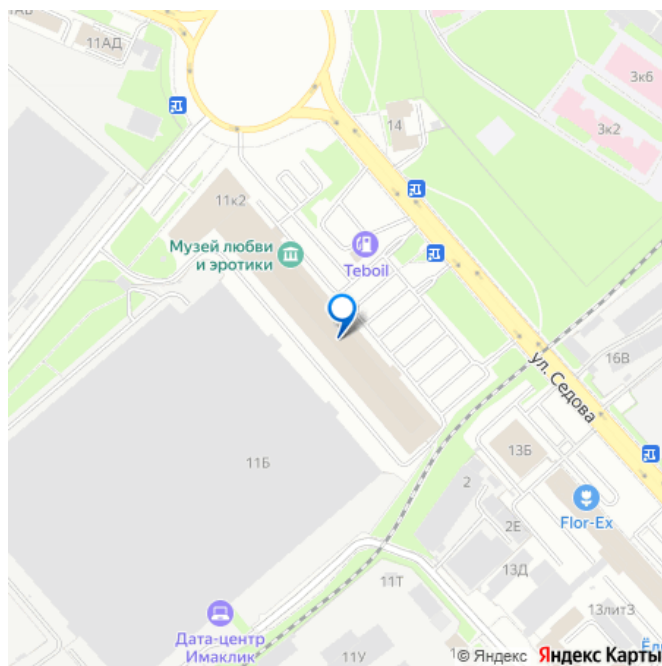 11АД
3к6
3к2
14
11к2
Музей любви
и эротики
Teboil
ул. Седова
16В
11Б
13Б
2
Flor-Ex
2Е
13Д
11Т
13лит3
Дата-центр
Имаклик
11У
© Яндекс Яндекс Карты